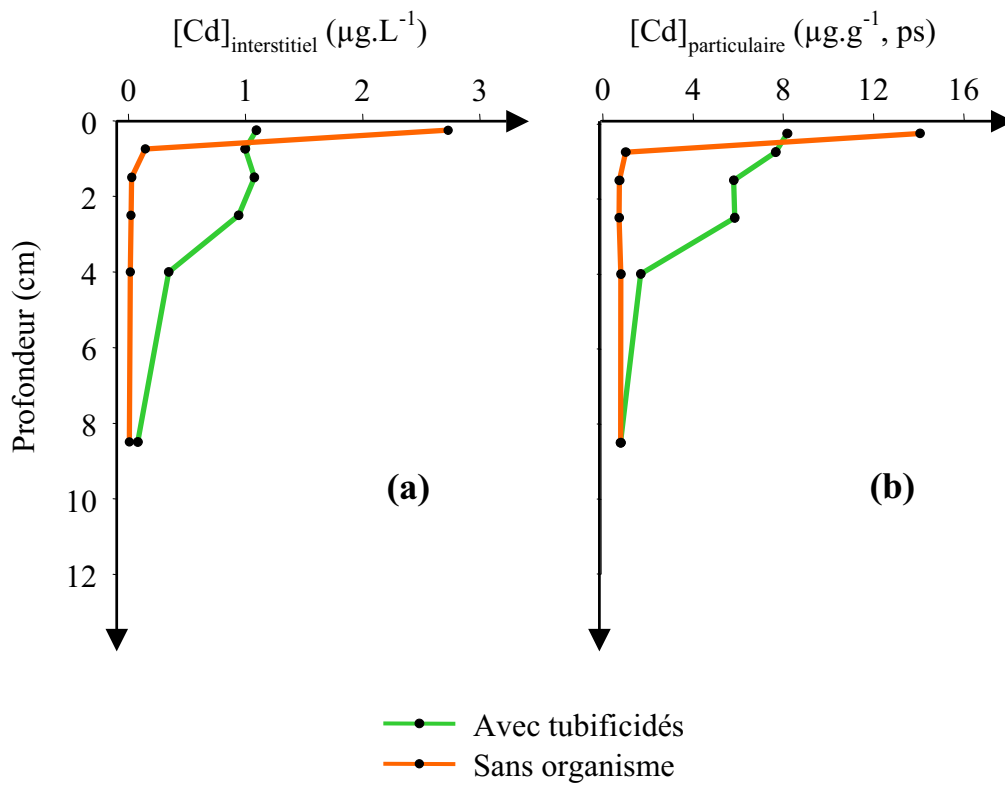 [Cd]interstitiel (µg.L-1)
[Cd]particulaire (µg.g-1, ps)
0 1 2 3
0 4 8 12 16
0
2
4
6
8
10
12
Profondeur (cm)
(a)
(b)
Avec tubificidés
Sans organisme